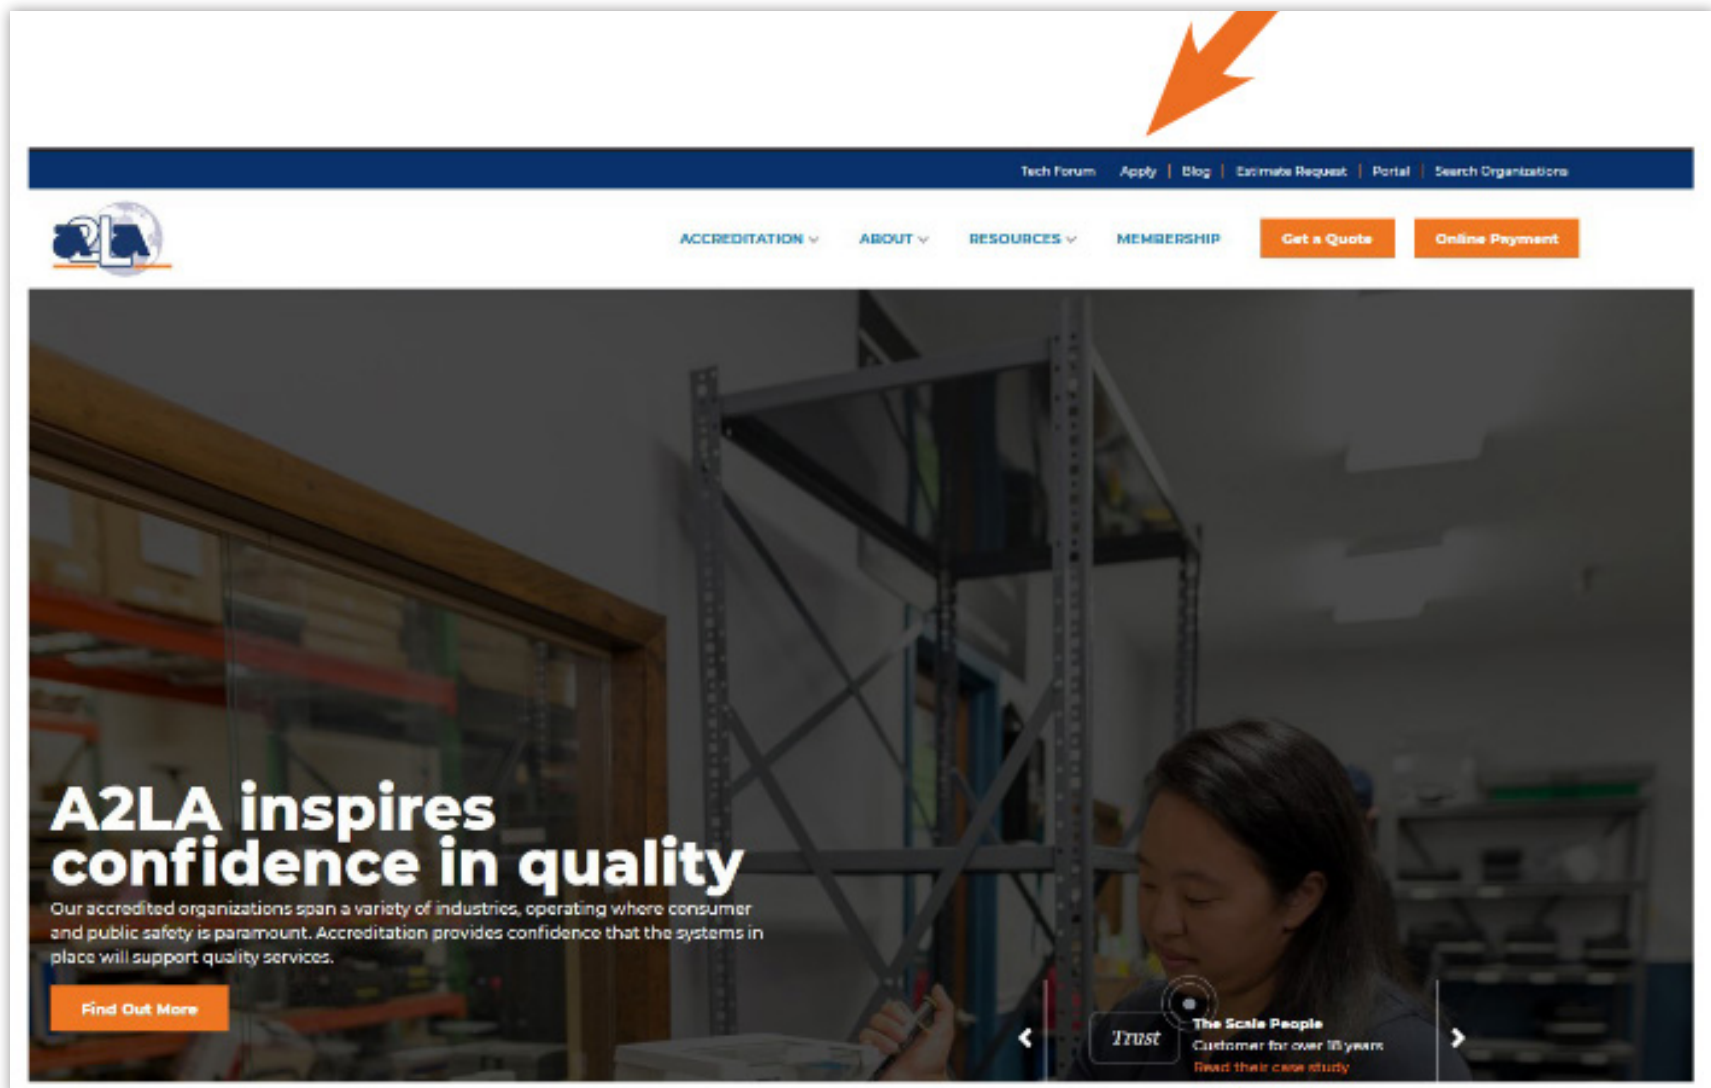 Tech Forum Apply | Blog | Estimate Request | Portal | Search Organizations
a2la
ACCREDITATION ABOUT RESOURCES MEMBERSHIP Get a Quote Online Payment
A2LA inspires
confidence in quality
Our accredited organizations span a variety of industries, operating where consumer
and public safety is paramount. Accreditation provides confidence that the systems in
place will support quality services.
Find Out More
Trust
The Scale People
Customer for over 18 years
Read their case study